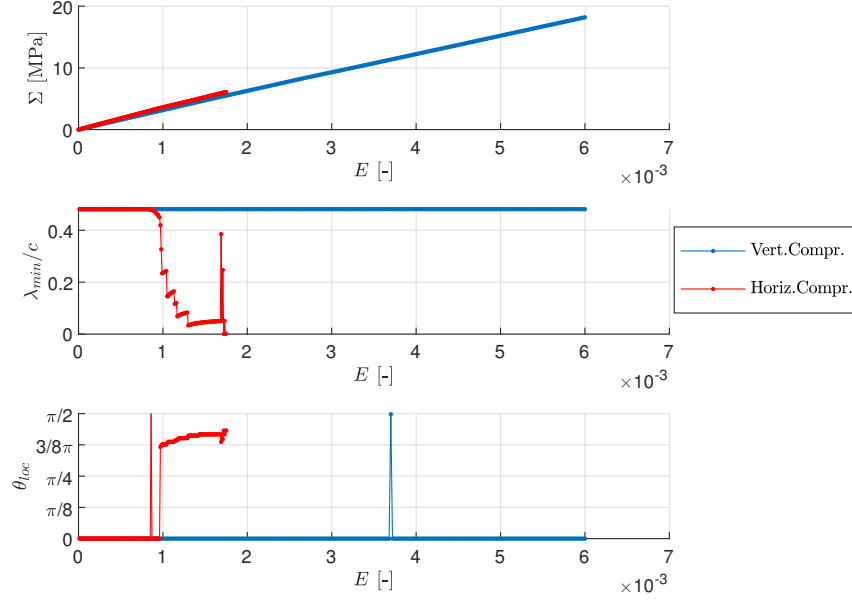 Σ [MPa]
20
10
0
0 1 2 3 4 5 6 7
E [-]
×10⁻³
λmin/c
0.4
0.2
0
0 1 2 3 4 5 6 7
E [-]
×10⁻³
Vert.Compr.
Horiz.Compr.
θloc
π/2
3/8π
π/4
π/8
0
0 1 2 3 4 5 6 7
E [-]
×10⁻³